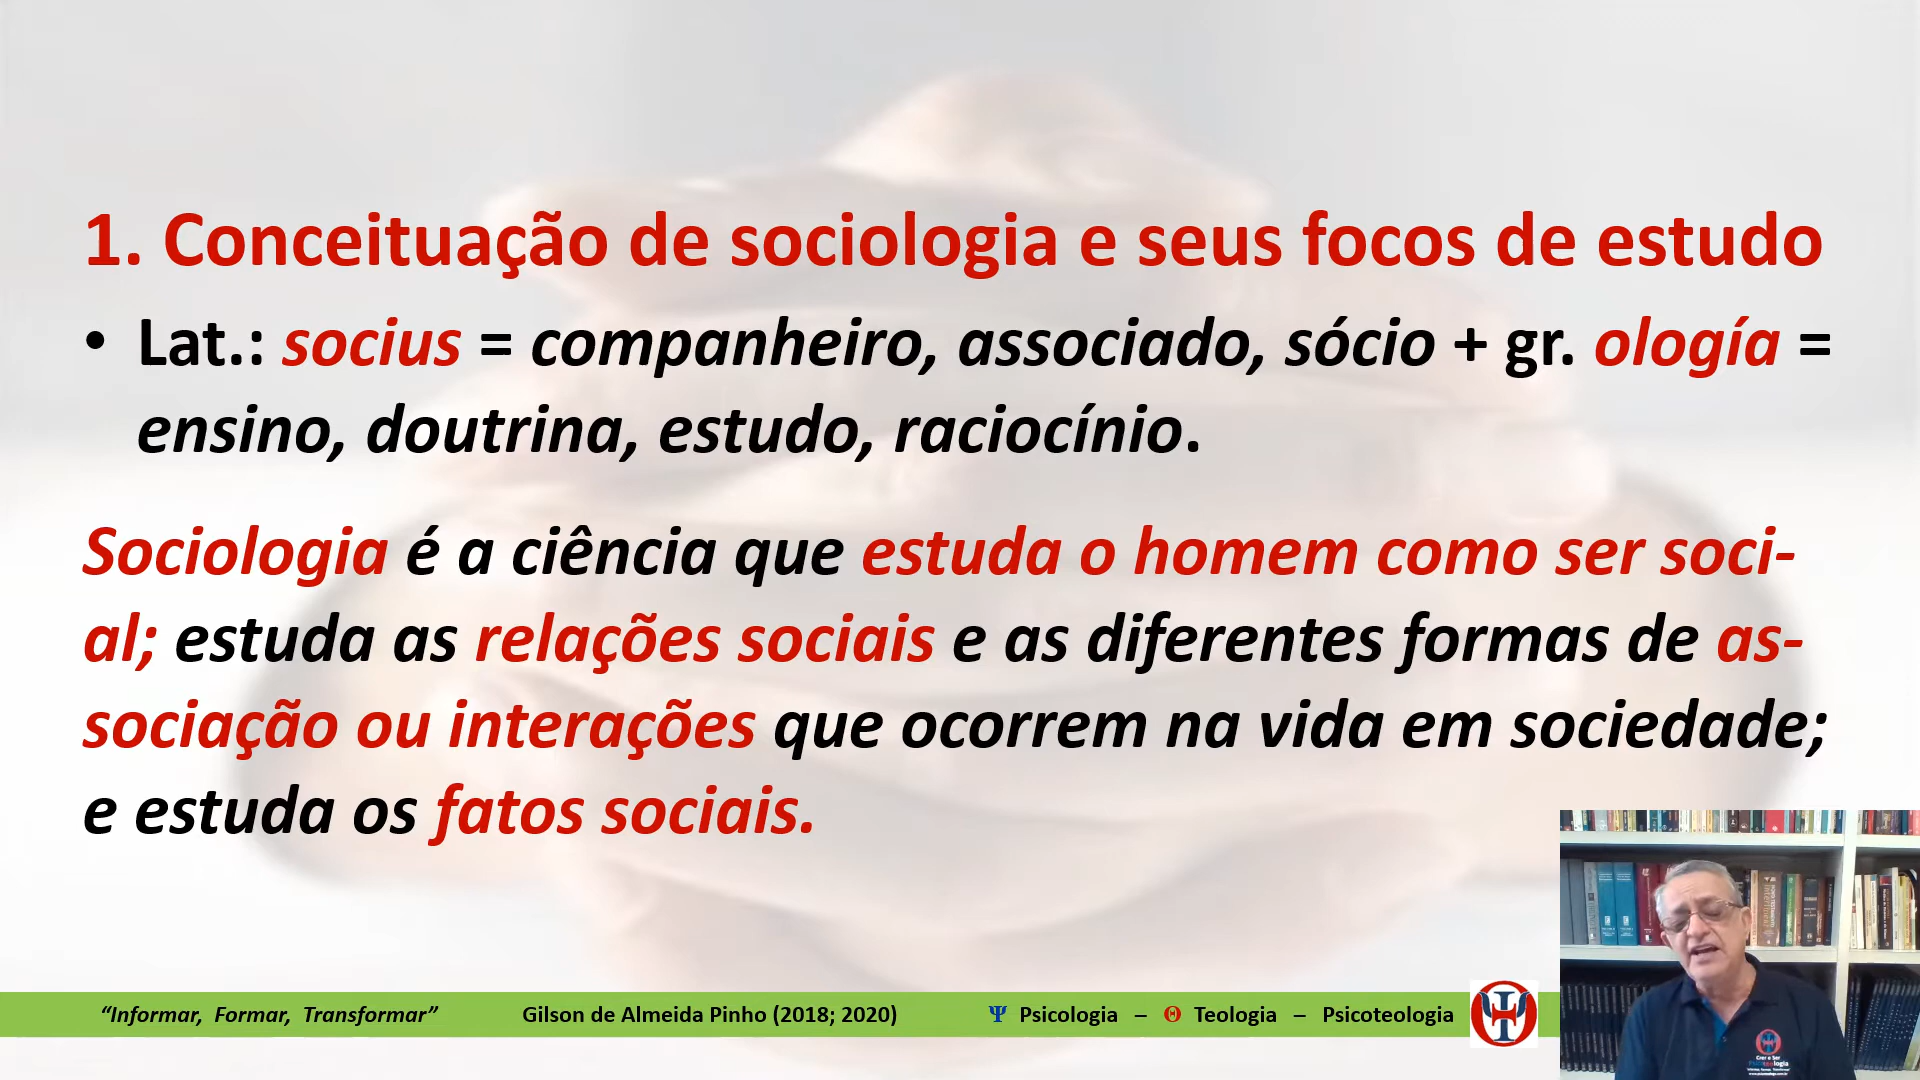 1. Conceituação de sociologia e seus focos de estudo
• Lat.: socius = companheiro, associado, sócio + gr. ología =
ensino, doutrina, estudo, raciocínio.
Sociologia é a ciência que estuda o homem como ser soci-
al; estuda as relações sociais e as diferentes formas de as-
sociação ou interações que ocorrem na vida em sociedade;
e estuda os fatos sociais.
“Informar, Formar, Transformar” Gilson de Almeida Pinho (2018; 2020) Ψ Psicologia – Θ Teologia – Psicoteologia
Crer e Ser
Psicoteologia